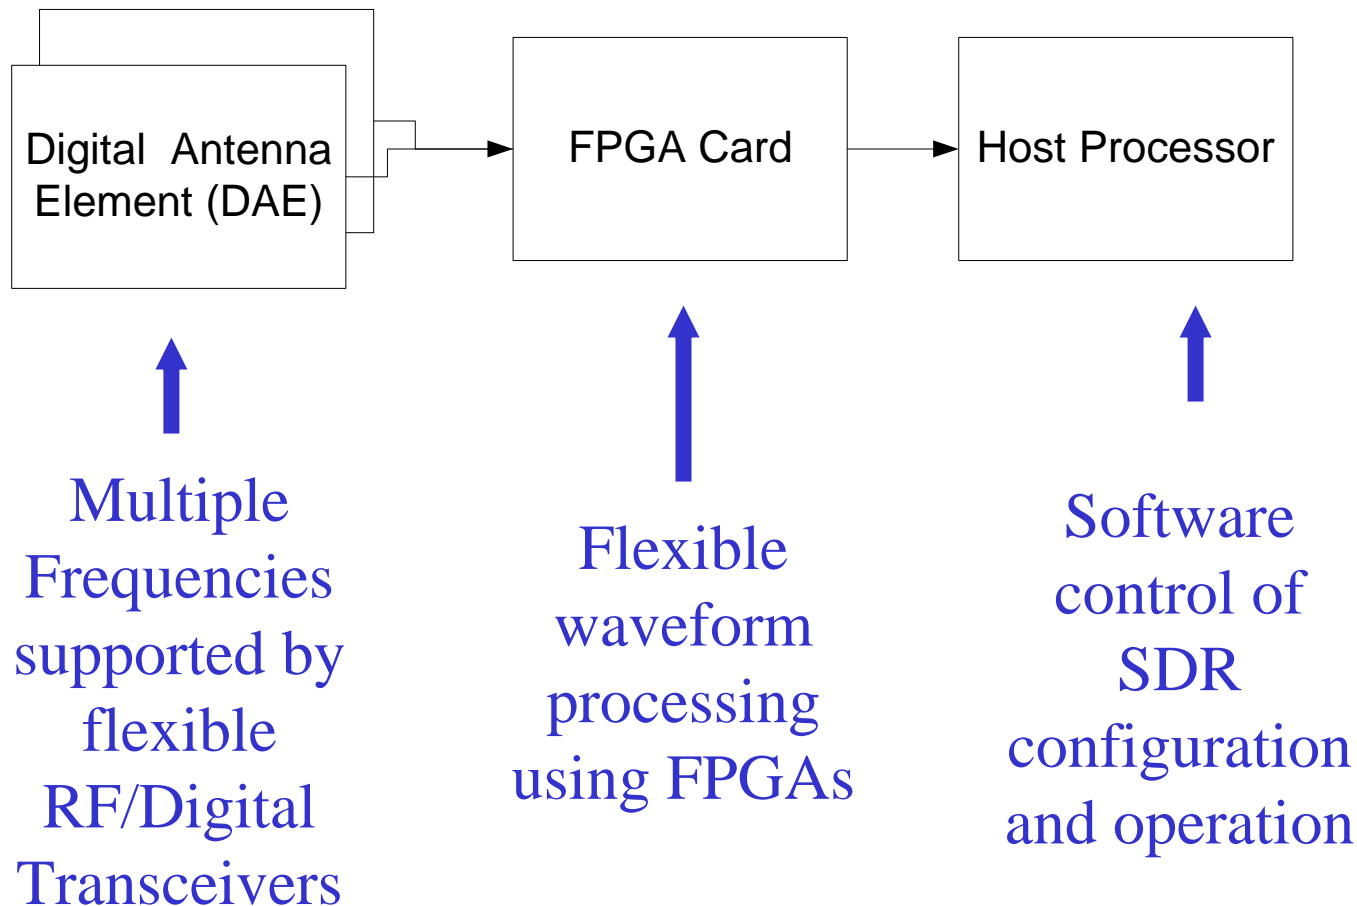 Digital Antenna
Element (DAE)
FPGA Card
Host Processor
Multiple
Frequencies
supported by
flexible
RF/Digital
Transceivers
Flexible
waveform
processing
using FPGAs
Software
control of
SDR
configuration
and operation